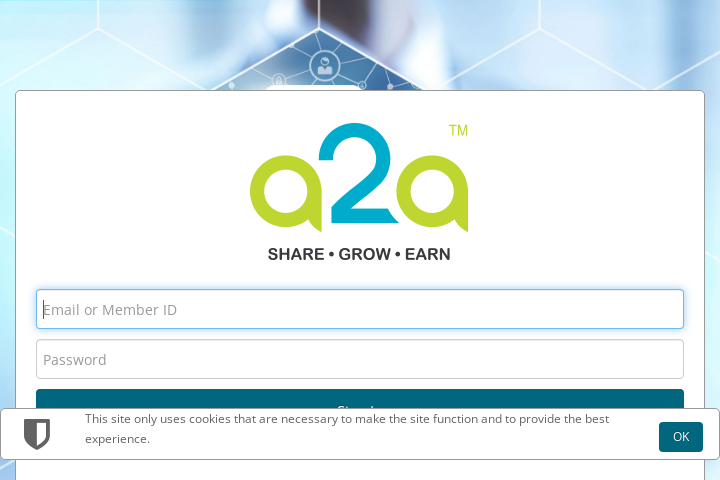 a2a TM
SHARE • GROW • EARN
Email or Member ID
Password
This site only uses cookies that are necessary to make the site function and to provide the best
experience.
OK